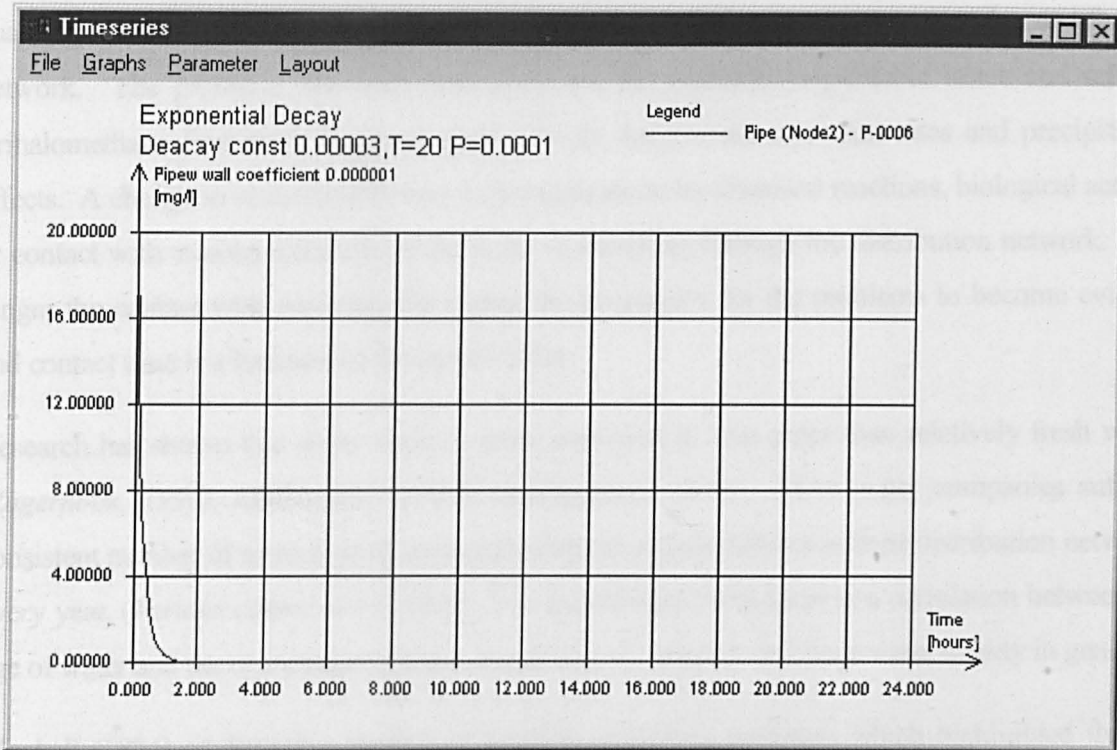 Timeseries
File Graphs Parameter Layout
Exponential Decay
Deacay const 0.00003,T=20 P=0.0001
Pipew wall coefficient 0.000001
[mg/l]
Legend
Pipe (Node2) - P-0006
20.00000
16.00000
12.00000
8.00000
4.00000
0.00000
0.000 2.000 4.000 6.000 8.000 10.000 12.000 14.000 16.000 18.000 20.000 22.000 24.000
Time
[hours]